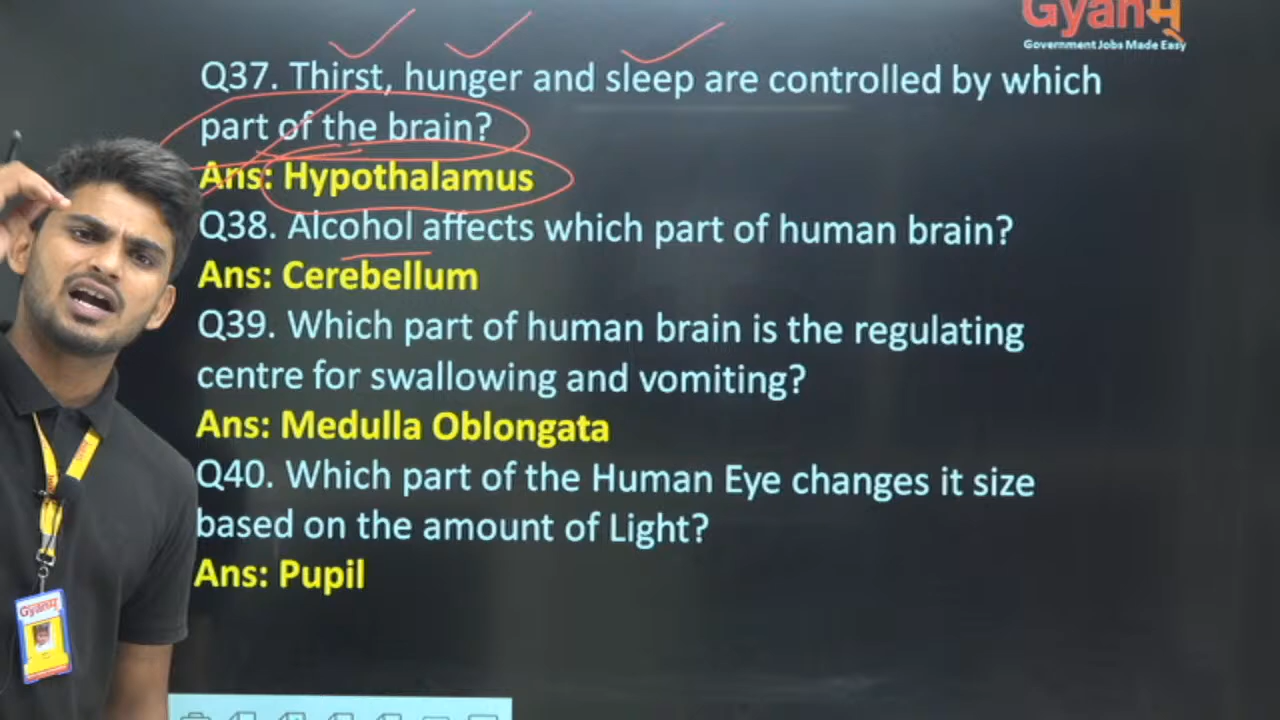 Gyanम्
Government Jobs Made Easy
Q37. Thirst, hunger and sleep are controlled by which
part of the brain?
Ans: Hypothalamus
Q38. Alcohol affects which part of human brain?
Ans: Cerebellum
Q39. Which part of human brain is the regulating
centre for swallowing and vomiting?
Ans: Medulla Oblongata
Q40. Which part of the Human Eye changes it size
based on the amount of Light?
Ans: Pupil
Gyanम्